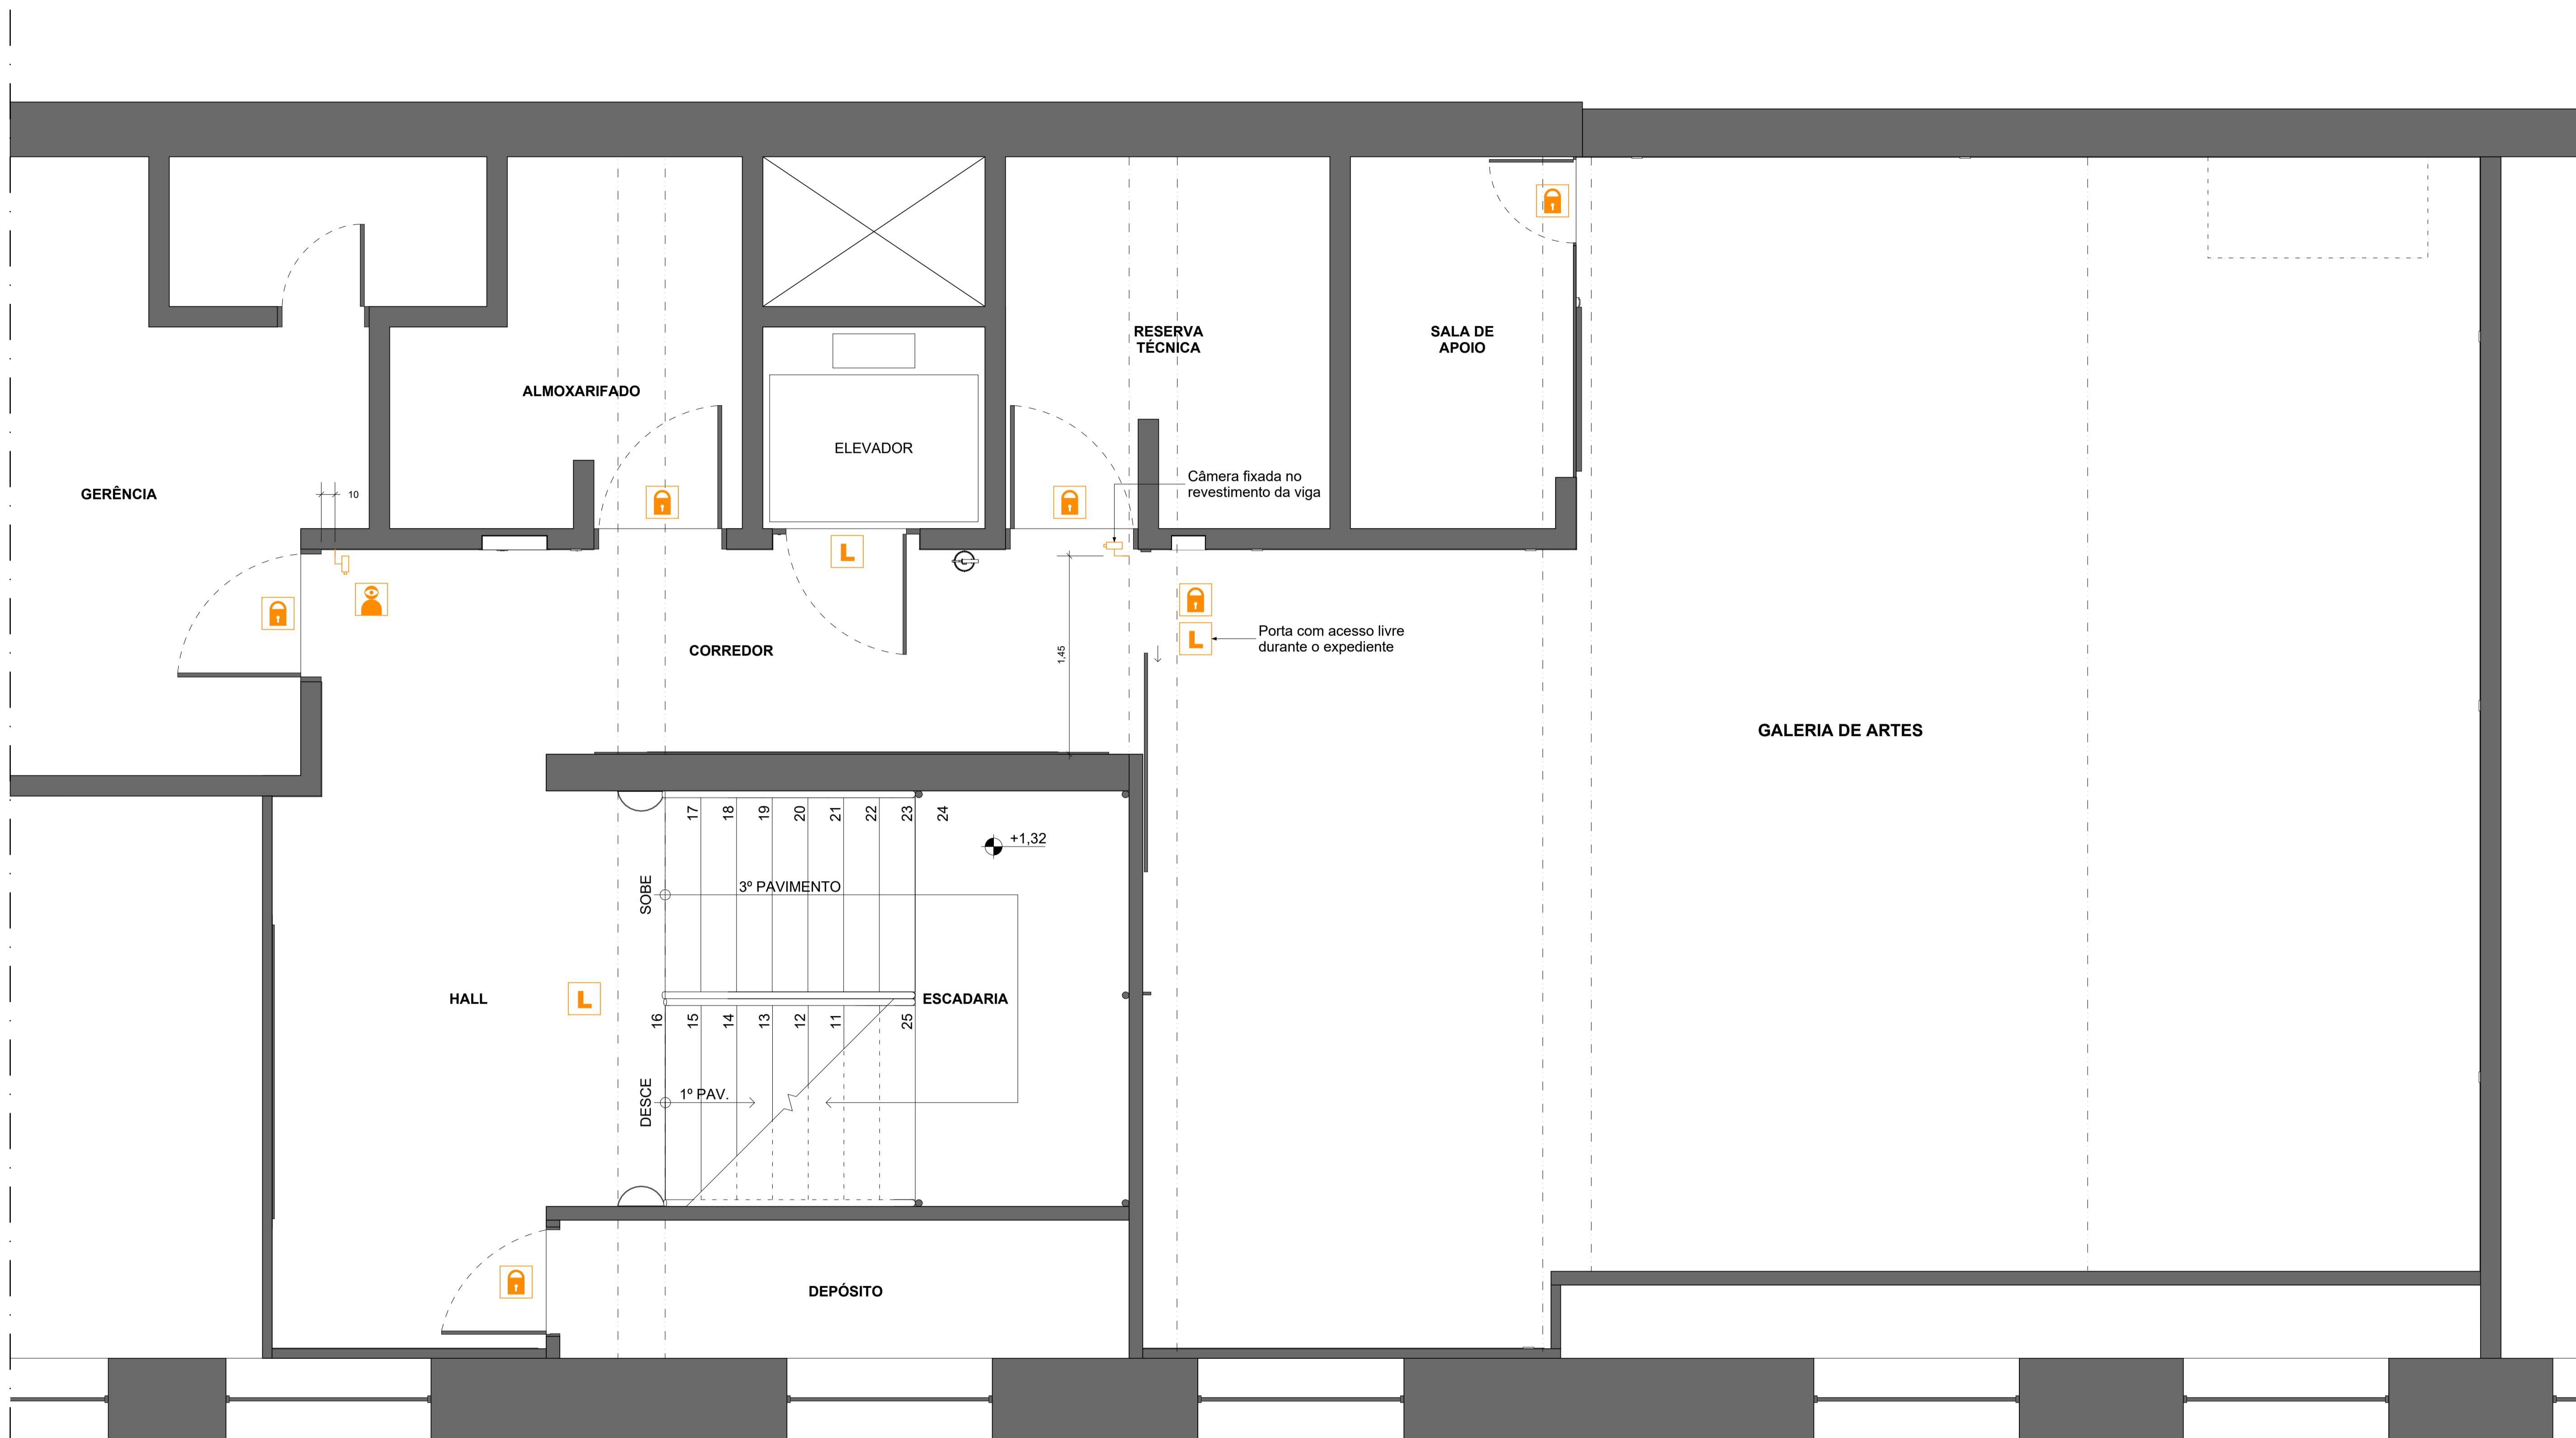 RESERVA
TÉCNICA
SALA DE
APOIO
ALMOXARIFADO
ELEVADOR
GERÊNCIA
10
Câmera fixada no
revestimento da viga
L
L
Porta com acesso livre
durante o expediente
CORREDOR
1,45
GALERIA DE ARTES
17
18
19
20
21
22
23
24
+1,32
SOBE
3º PAVIMENTO
HALL
L
ESCADARIA
16
15
14
13
12
11
25
DESCE
1º PAV.
DEPÓSITO